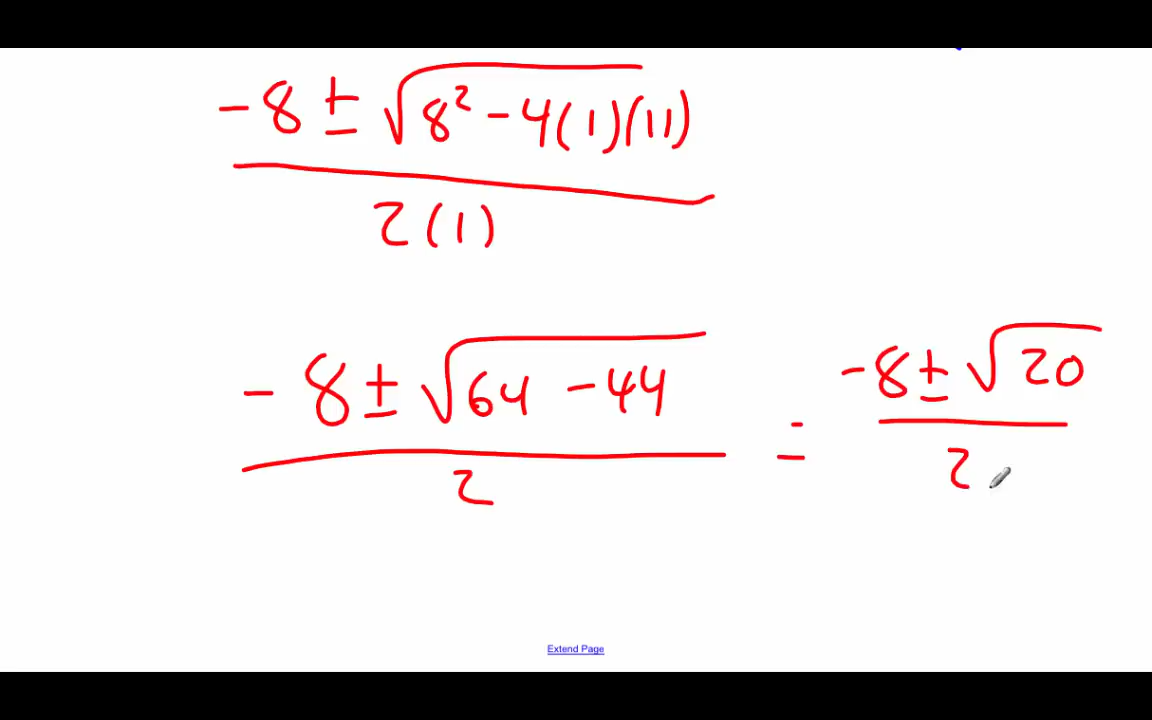 -8 ± √8² - 4(1)(11)
2(1)
-8 ± √64 - 44
2
=
-8 ± √20
2
Extend Page